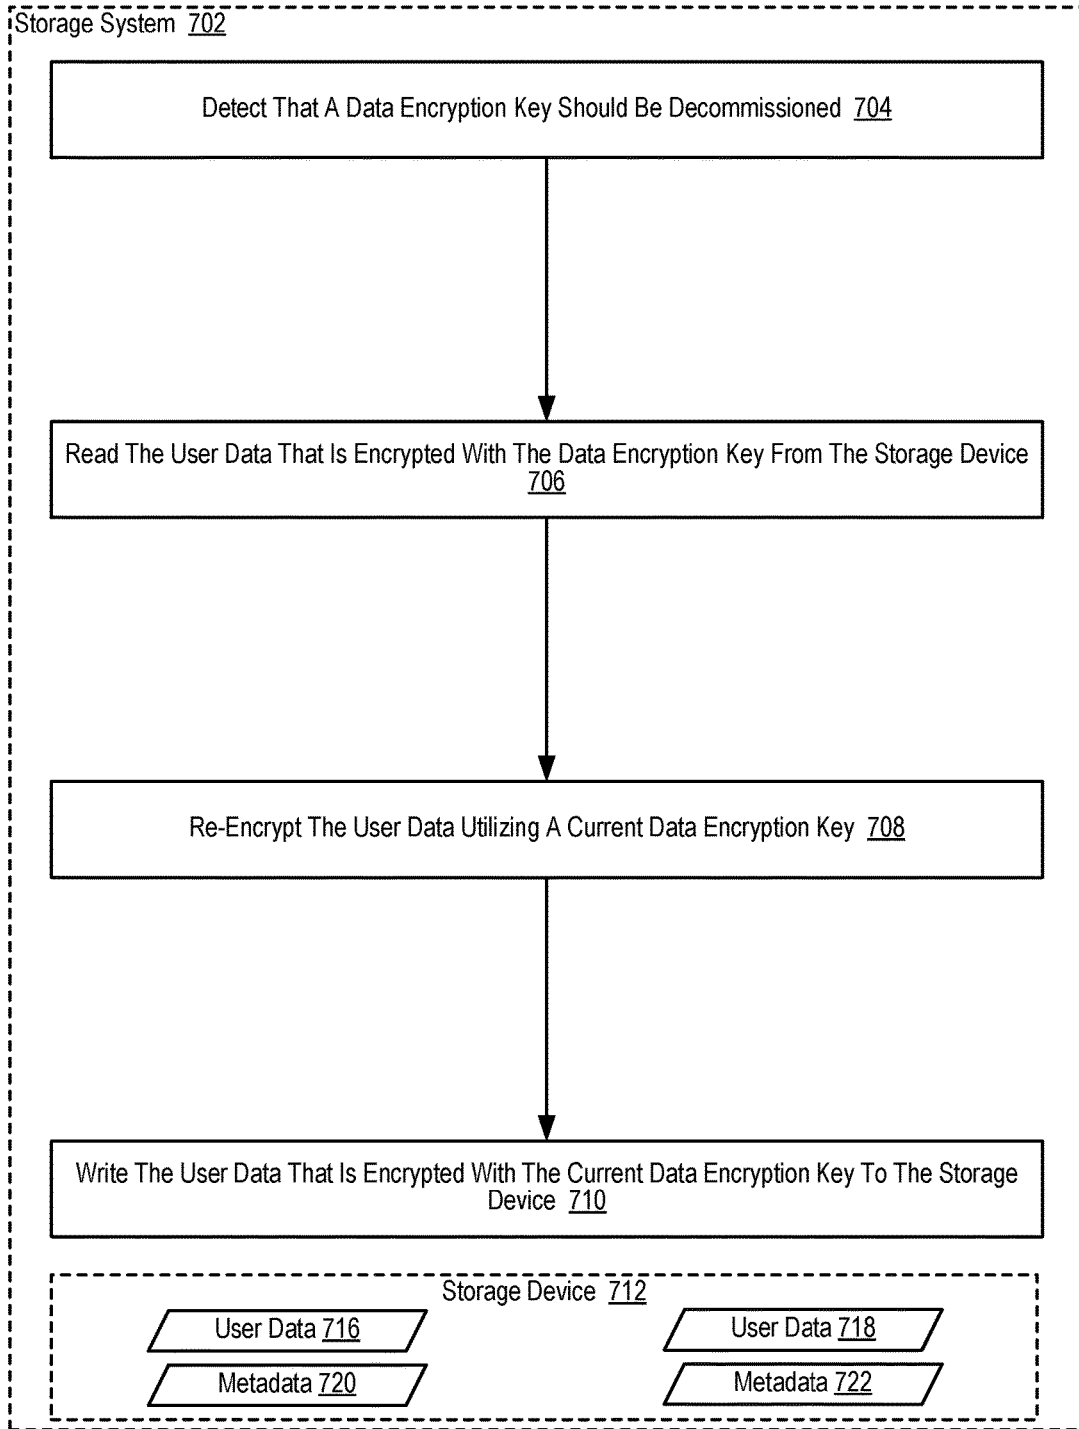 Storage System 702
Detect That A Data Encryption Key Should Be Decommissioned 704
Read The User Data That Is Encrypted With The Data Encryption Key From The Storage Device
706
Re-Encrypt The User Data Utilizing A Current Data Encryption Key 708
Write The User Data That Is Encrypted With The Current Data Encryption Key To The Storage
Device 710
Storage Device 712
User Data 716
User Data 718
Metadata 720
Metadata 722